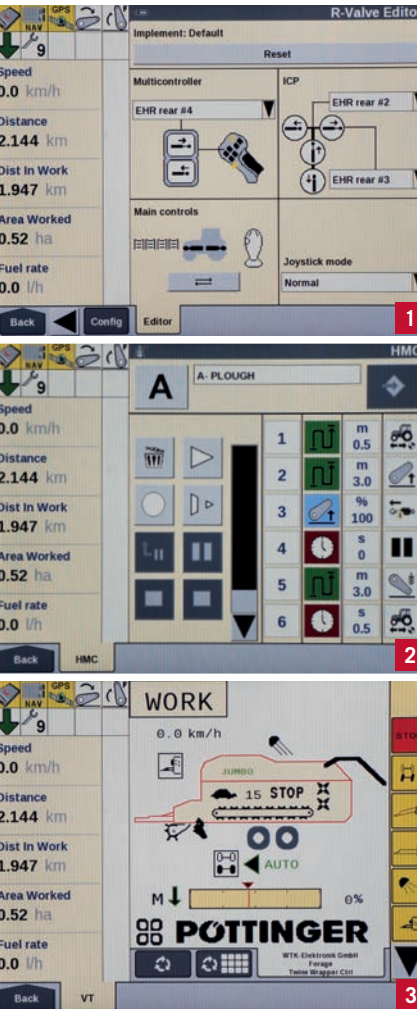 NAV
GPS
9
R-Valve Edito
Implement: Default
Reset
Speed
0.0 km/h
Distance
2.144 km
Dist In Work
1.947 km
Area Worked
0.52 ha
Fuel rate
0.0 l/h
Multicontroller
EHR rear #4
ICP
EHR rear #2
EHR rear #3
Main controls
Joystick mode
Normal
Back
Config
Editor
1
NAV
GPS
9
HMC
A
A- PLOUGH
Speed
0.0 km/h
Distance
2.144 km
Dist In Work
1.947 km
Area Worked
0.52 ha
Fuel rate
0.0 l/h
1 m 0.5
2 m 3.0
3 % 100
4 s 0
5 m 3.0
6 s 0.5
Back
HMC
2
NAV
GPS
9
WORK
0.0 km/h
Speed
0.0 km/h
Distance
2.144 km
Dist In Work
1.947 km
Area Worked
0.52 ha
Fuel rate
0.0 l/h
JUMBO
15 STOP
AUTO
M
0%
PÖTTINGER
WTK-Elektronik GmbH
Forage
Twine Wrapper Ctrl
STO
Back
VT
3